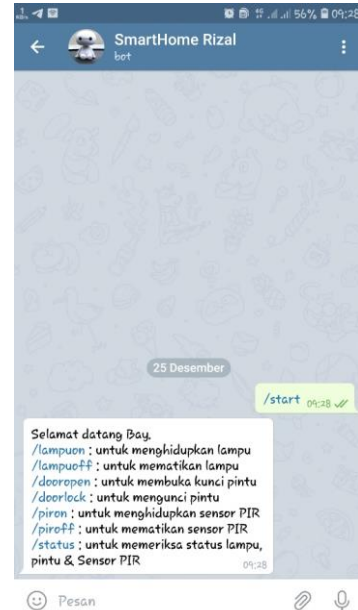 56% 09:28
SmartHome Rizal
bot
25 Desember
/start 09:28
Selamat datang Bay,
/lampuon : untuk menghidupkan lampu
/lampuoff : untuk mematikan lampu
/dooropen : untuk membuka kunci pintu
/doorlock : untuk mengunci pintu
/piron : untuk menghidupkan sensor PIR
/piroff : untuk mematikan sensor PIR
/status : untuk memeriksa status lampu,
pintu & Sensor PIR
09:28
Pesan